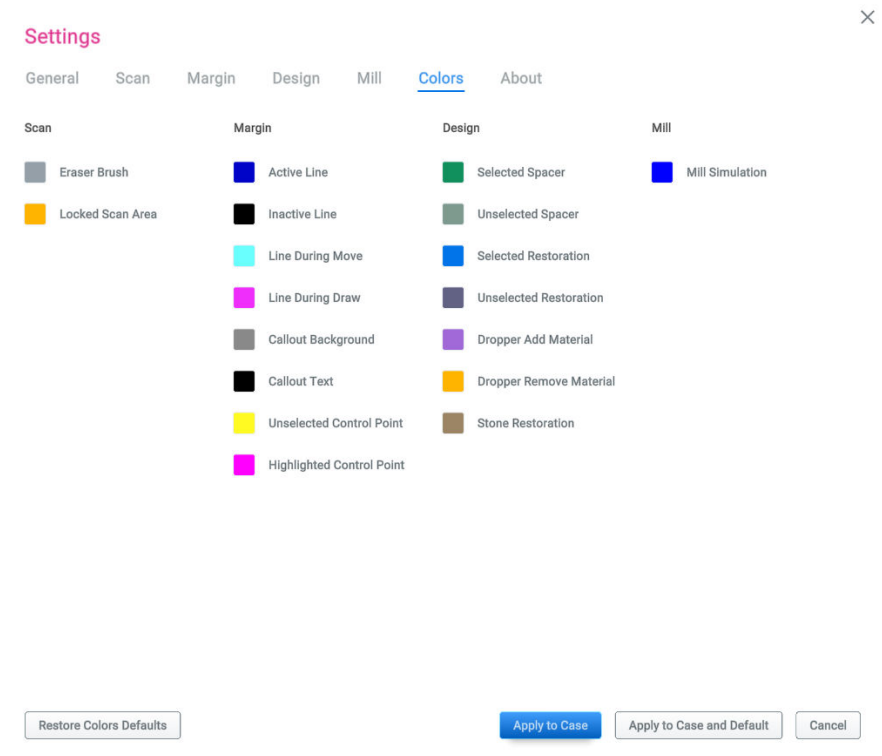 Settings
General Scan Margin Design Mill Colors About
Scan
Eraser Brush
Locked Scan Area
Margin
Active Line
Inactive Line
Line During Move
Line During Draw
Callout Background
Callout Text
Unselected Control Point
Highlighted Control Point
Design
Selected Spacer
Unselected Spacer
Selected Restoration
Unselected Restoration
Dropper Add Material
Dropper Remove Material
Stone Restoration
Mill
Mill Simulation
Restore Colors Defaults Apply to Case Apply to Case and Default Cancel